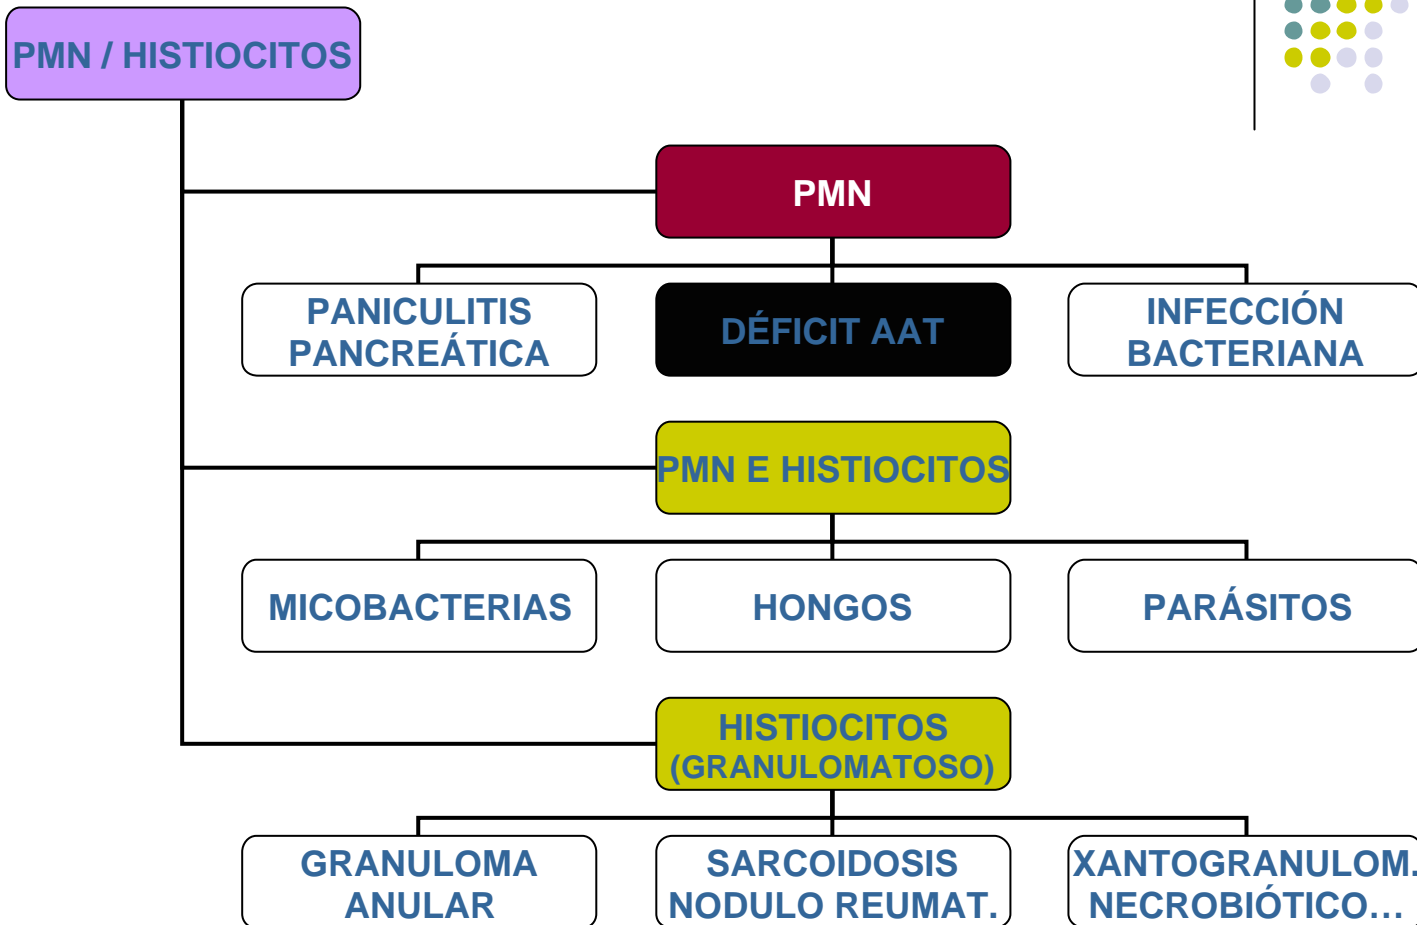 PMN / HISTIOCITOS
PMN
PANICULITIS
PANCREÁTICA
DÉFICIT AAT
INFECCIÓN
BACTERIANA
PMN E HISTIOCITOS
MICOBACTERIAS
HONGOS
PARÁSITOS
HISTIOCITOS
(GRANULOMATOSO)
GRANULOMA
ANULAR
SARCOIDOSIS
NODULO REUMAT.
XANTOGRANULOM.
NECROBIÓTICO...